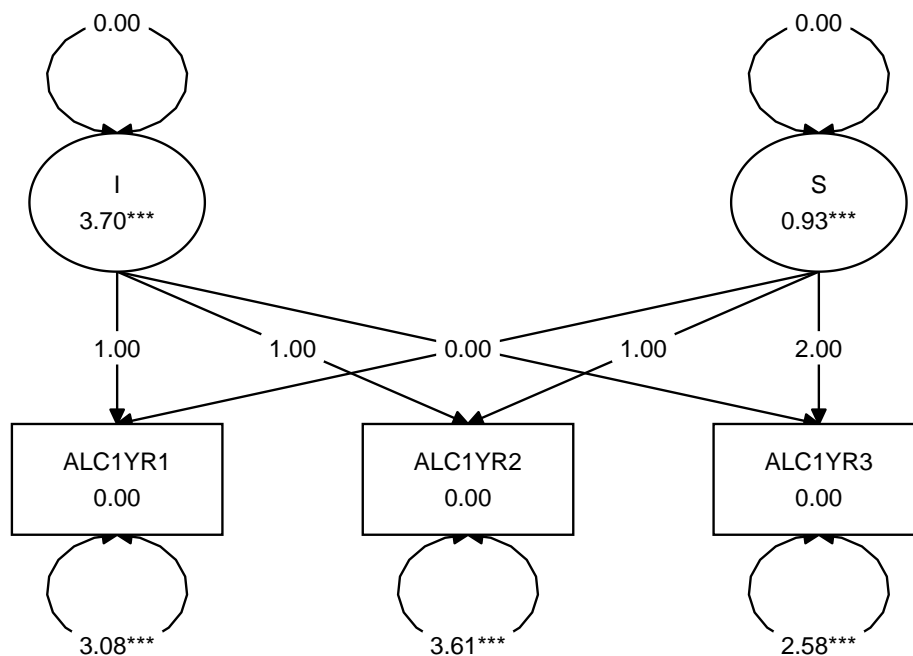 0.00 0.00
I S
3.70*** 0.93***
1.00 1.00 0.00 1.00 2.00
ALC1YR1 ALC1YR2 ALC1YR3
0.00 0.00 0.00
3.08*** 3.61*** 2.58***